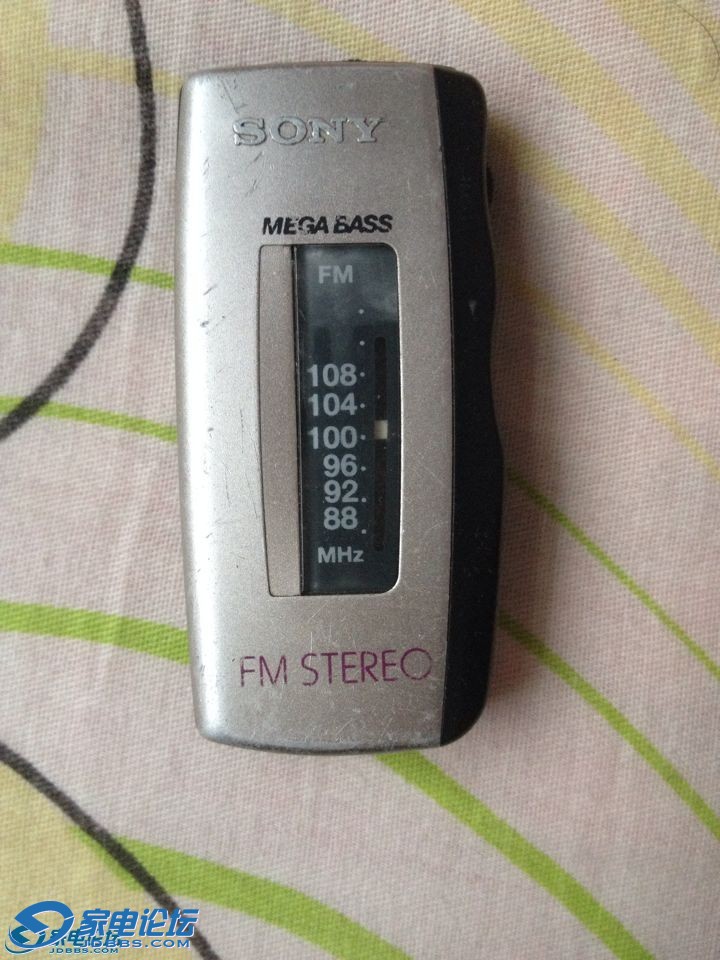 SONY
MEGA BASS
FM
108
104
100
96
92
88
MHz
FM STEREO
家电论坛
JDBBS.COM